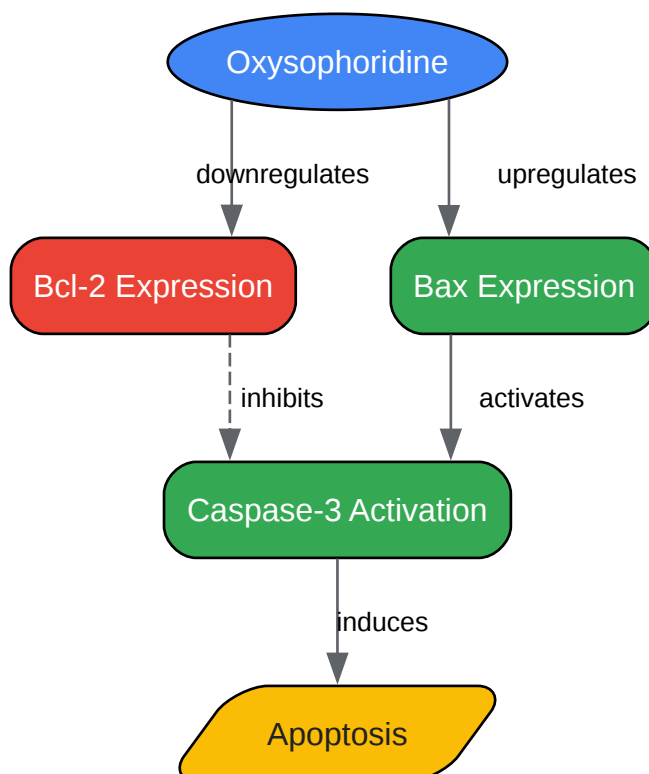 Oxysophoridine
downregulates
upregulates
Bcl-2 Expression
Bax Expression
inhibits
activates
Caspase-3 Activation
induces
Apoptosis